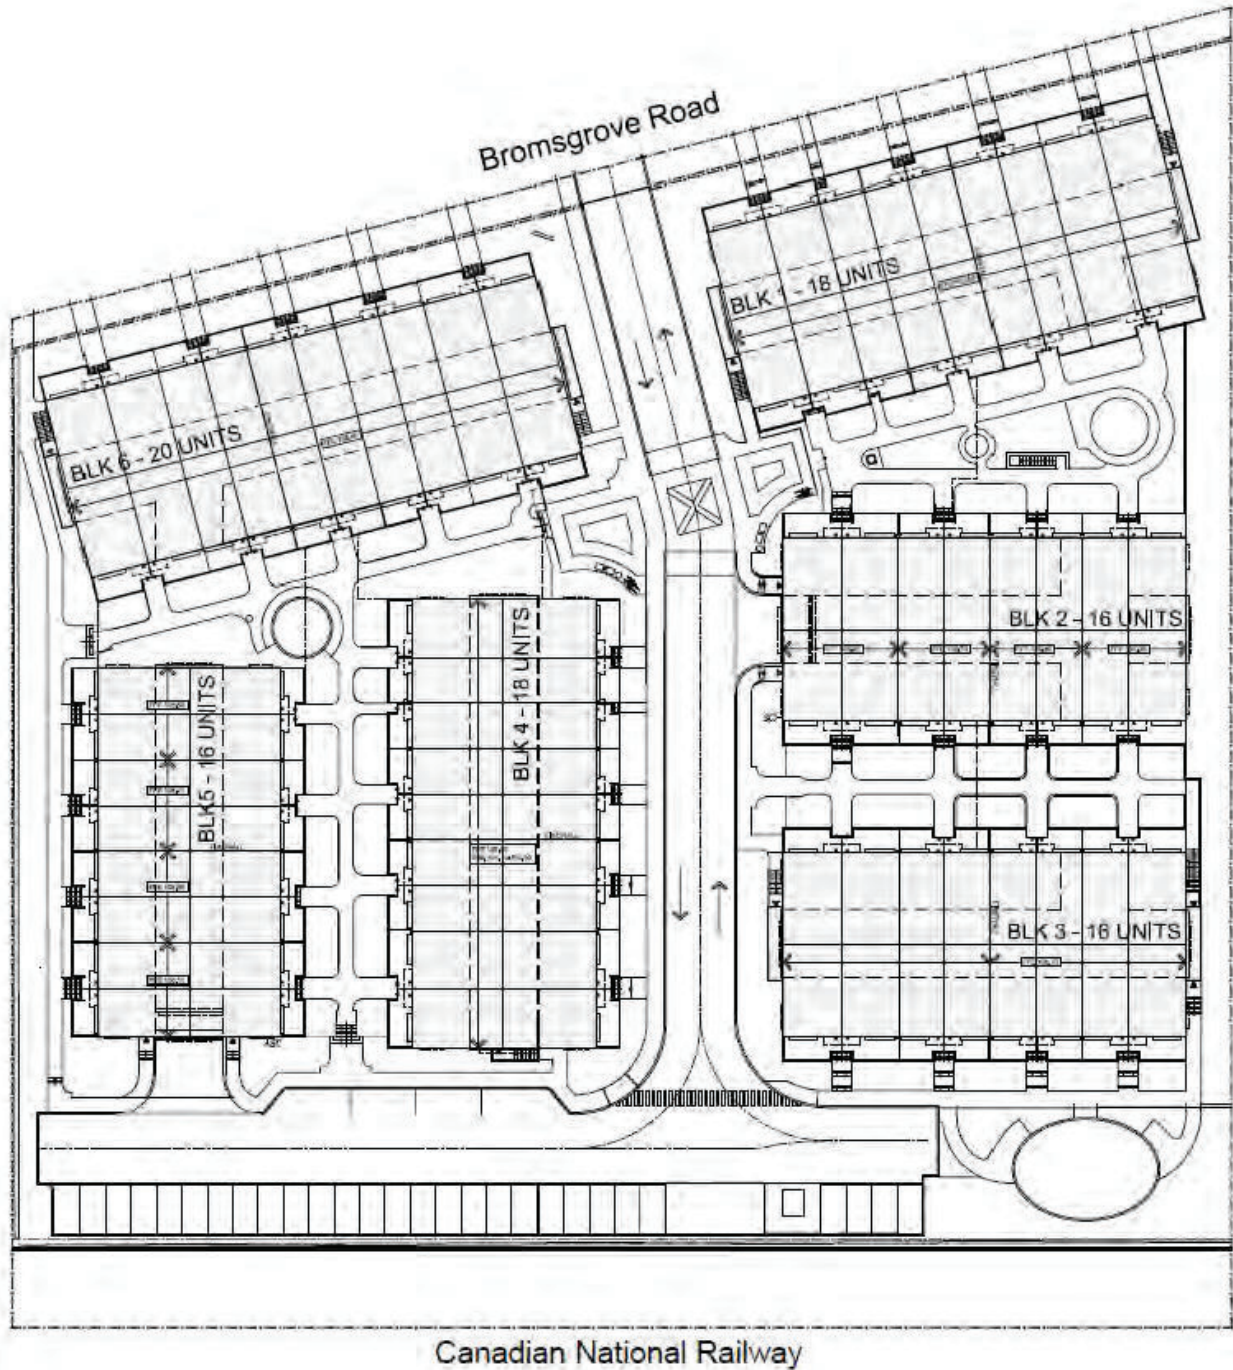 Bromsgrove Road
BLK 1 - 18 UNITS
BLK 6 - 20 UNITS
BLK 2 - 16 UNITS
BLK 4 - 18 UNITS
BLK5 - 16 UNITS
BLK 3 - 16 UNITS
Canadian National Railway